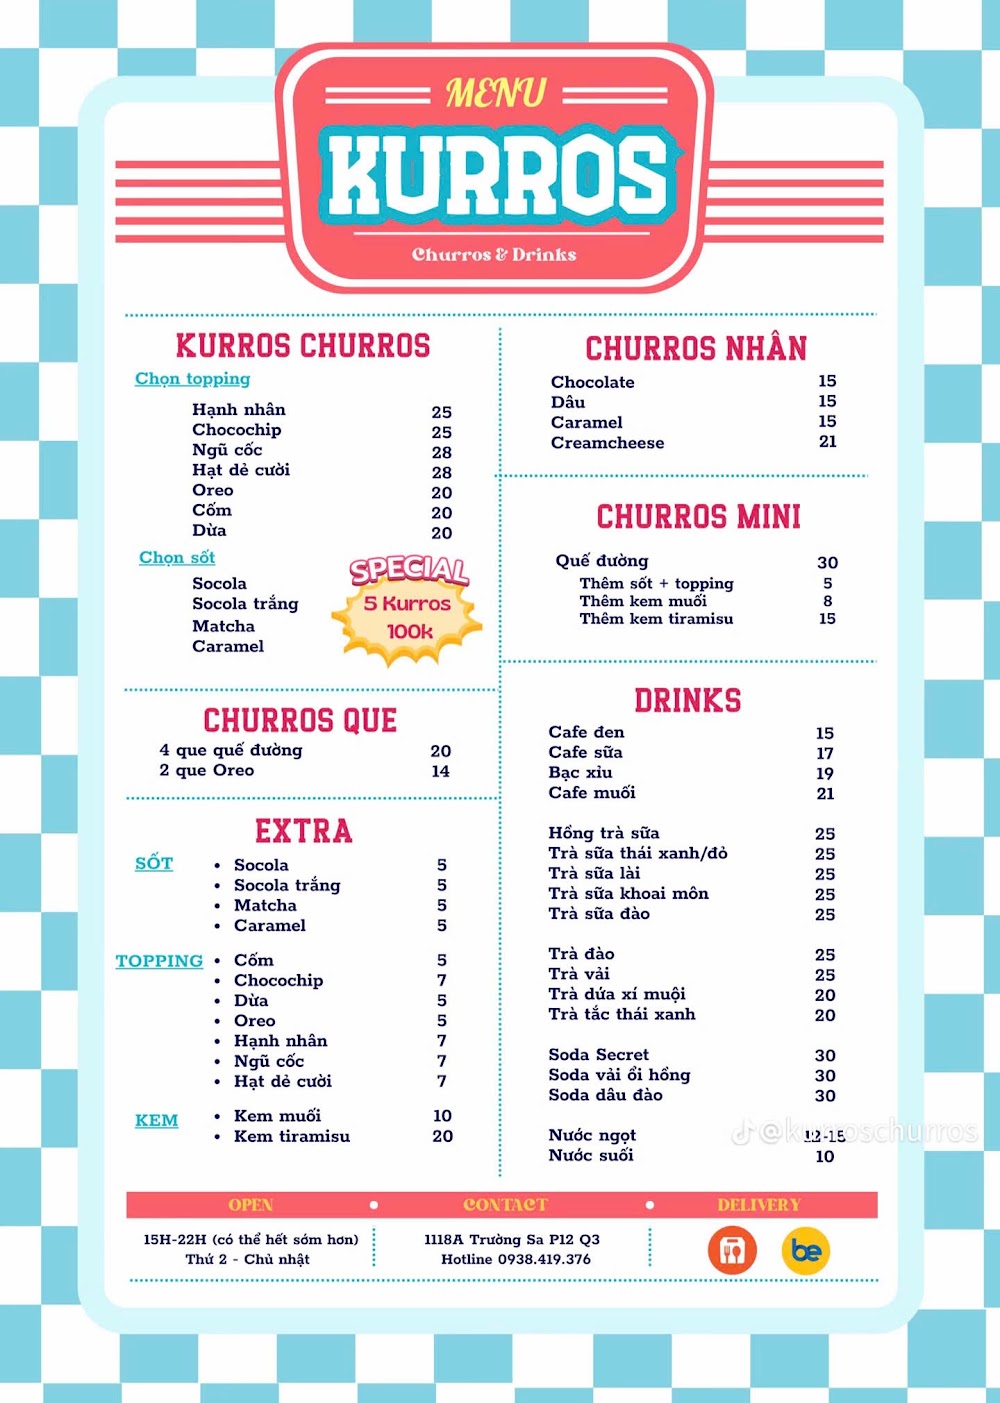 MENU
KURROS
Churros & Drinks
KURROS CHURROS
Chọn topping
Hạnh nhân 25
Chocochip 25
Ngũ cốc 28
Hạt dẻ cười 28
Oreo 20
Cốm 20
Dừa 20
Chọn sốt
Socola
Socola trắng
Matcha
Caramel
SPECIAL
5 Kurros
100k
CHURROS QUE
4 que quế đường 20
2 que Oreo 14
EXTRA
SỐT
• Socola 5
• Socola trắng 5
• Matcha 5
• Caramel 5
TOPPING
• Cốm 5
• Chocochip 7
• Dừa 5
• Oreo 5
• Hạnh nhân 7
• Ngũ cốc 7
• Hạt dẻ cười 7
KEM
• Kem muối 10
• Kem tiramisu 20
CHURROS NHÂN
Chocolate 15
Dâu 15
Caramel 15
Creamcheese 21
CHURROS MINI
Quế đường 30
Thêm sốt + topping 5
Thêm kem muối 8
Thêm kem tiramisu 15
DRINKS
Cafe đen 15
Cafe sữa 17
Bạc xỉu 19
Cafe muối 21
Hồng trà sữa 25
Trà sữa thái xanh/đỏ 25
Trà sữa lài 25
Trà sữa khoai môn 25
Trà sữa đào 25
Trà đào 25
Trà vải 25
Trà dứa xí muội 20
Trà tắc thái xanh 20
Soda Secret 30
Soda vải ổi hồng 30
Soda dâu đào 30
Nước ngọt 12-15
Nước suối 10
@kurroschurros
OPEN
15H-22H (có thể hết sớm hơn)
Thứ 2 - Chủ nhật
CONTACT
1118A Trường Sa P12 Q3
Hotline 0938.419.376
DELIVERY
be